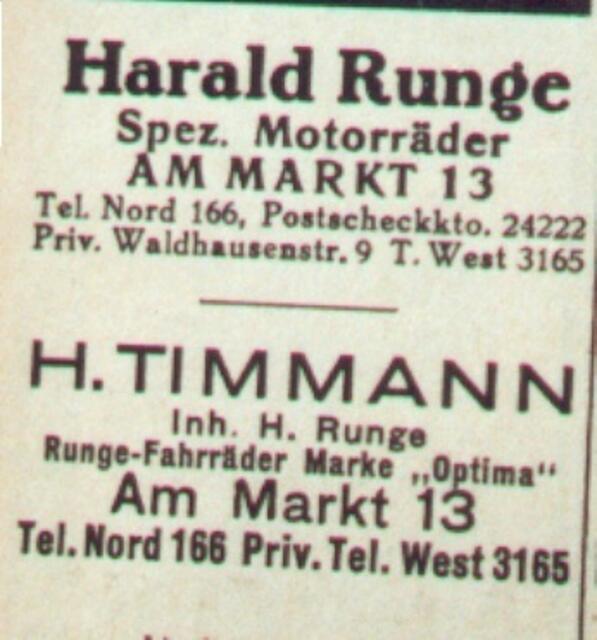 Harald Runge
Spez. Motorräder
AM MARKT 13
Tel. Nord 166, Postscheckkto. 24222
Priv. Waldhausenstr. 9 T. West 3165
H. TIMMANN
Inh. H. Runge
Runge-Fahrräder Marke „Optima“
Am Markt 13
Tel. Nord 166 Priv. Tel. West 3165